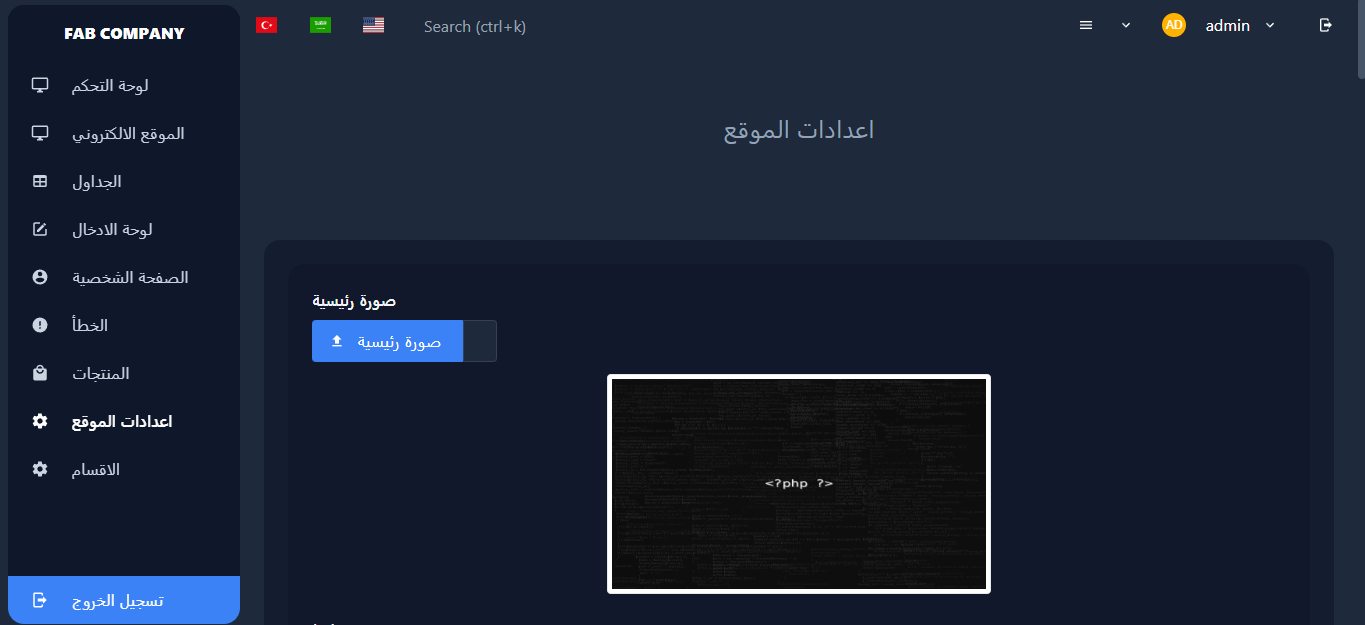 FAB COMPANY
لوحة التحكم
الموقع الالكتروني
الجداول
لوحة الادخال
الصفحة الشخصية
الخطأ
المنتجات
اعدادات الموقع
الاقسام
تسجيل الخروج
Search (ctrl+k)
AD admin
اعدادات الموقع
صورة رئيسية
صورة رئيسية
<?php ?>